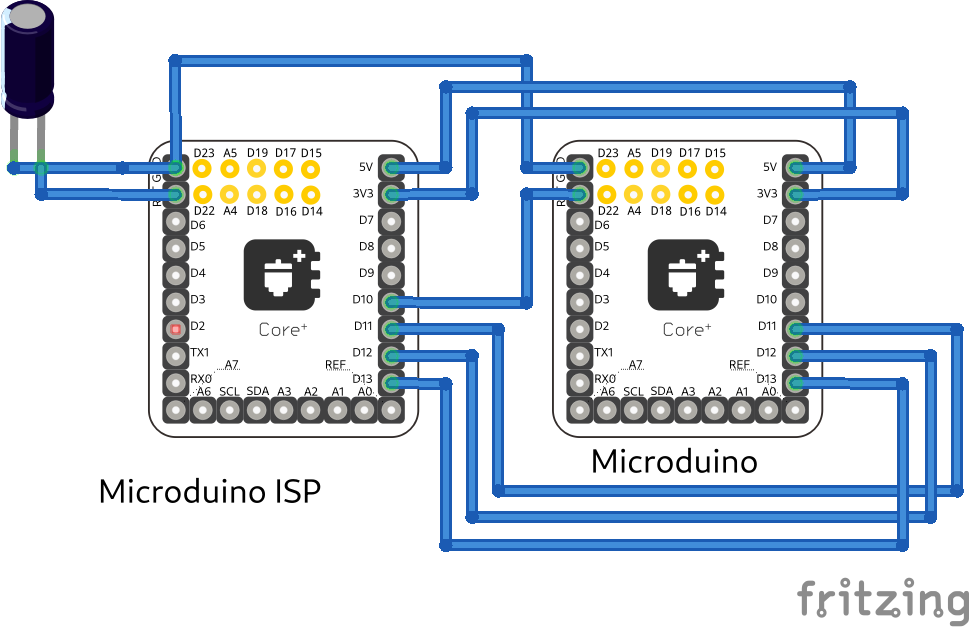 D23 A5 D19 D17 D15
GND
5V
RST
3V3
D22 A4 D18 D16 D14
D6
D7
D5
D8
D4
D9
D3
D10
D2
Core+
D11
TX1
D12
A7
REF
RX0
D13
A6 SCL SDA A3 A2 A1 A0
Microduino ISP
D23 A5 D19 D17 D15
5V
3V3
D22 A4 D18 D16 D14
D6
D7
D5
D8
D4
D9
D3
D10
D2
Core+
D11
TX1
D12
A7
REF
RX0
D13
A6 SCL SDA A3 A2 A1 A0
Microduino
fritzing